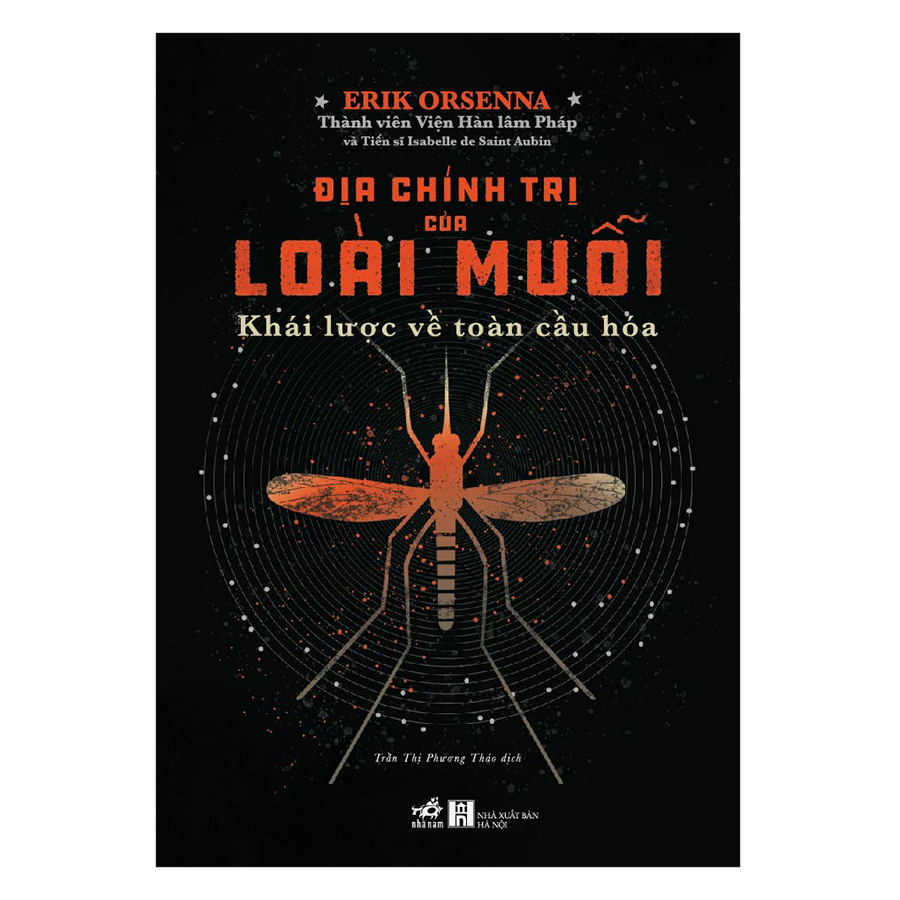 ERIK ORSENNA
Thành viên Viện Hàn lâm Pháp
và Tiến sĩ Isabelle de Saint Aubin
ĐỊA CHÍNH TRỊ
CỦA
LOÀI MUỖI
Khái lược về toàn cầu hóa
Trần Thị Phương Thảo dịch
nhã nam
NHÀ XUẤT BẢN
HÀ NỘI